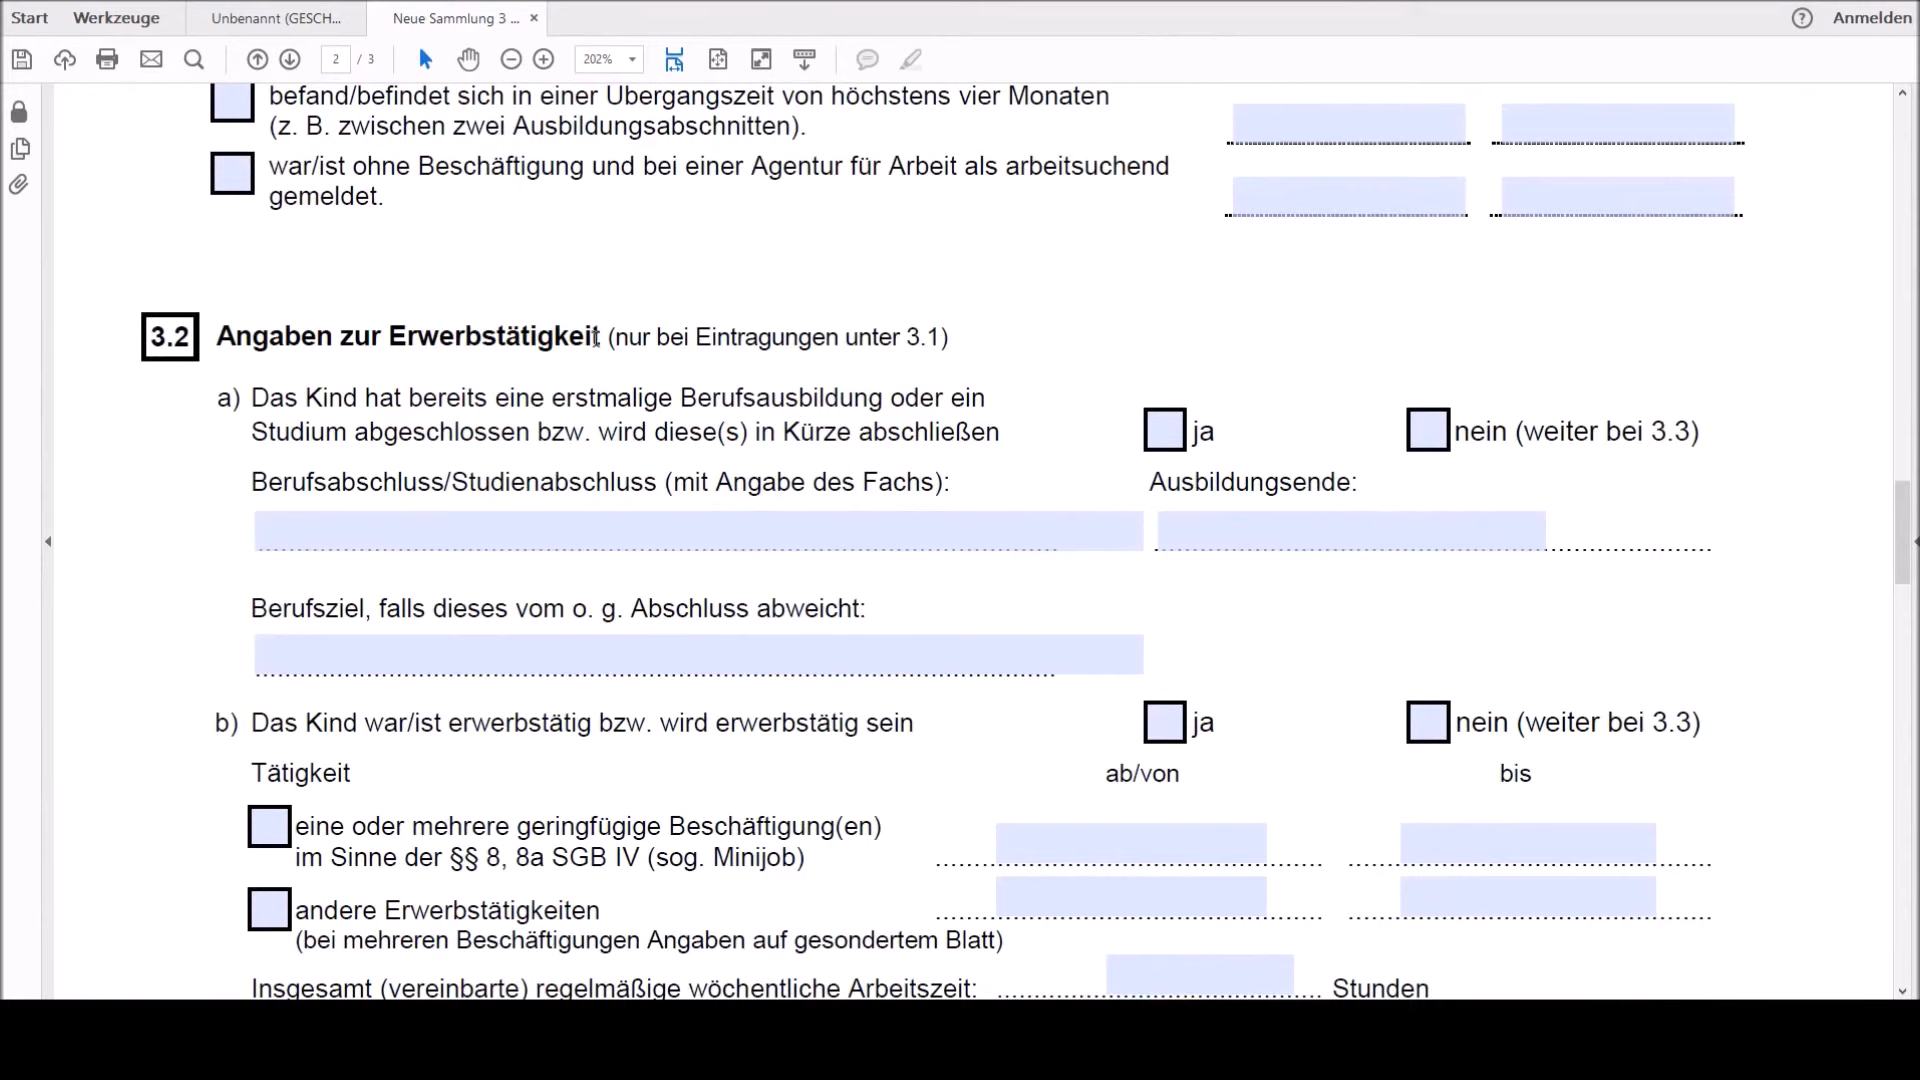 Start Werkzeuge Unbenannt (GESCH... Neue Sammlung 3 ... × ? Anmelden
2 / 3 202%
befand/befindet sich in einer Übergangszeit von höchstens vier Monaten
(z. B. zwischen zwei Ausbildungsabschnitten).
war/ist ohne Beschäftigung und bei einer Agentur für Arbeit als arbeitsuchend
gemeldet.
3.2 Angaben zur Erwerbstätigkeit (nur bei Eintragungen unter 3.1)
a) Das Kind hat bereits eine erstmalige Berufsausbildung oder ein
Studium abgeschlossen bzw. wird diese(s) in Kürze abschließen ja nein (weiter bei 3.3)
Berufsabschluss/Studienabschluss (mit Angabe des Fachs): Ausbildungsende:
Berufsziel, falls dieses vom o. g. Abschluss abweicht:
b) Das Kind war/ist erwerbstätig bzw. wird erwerbstätig sein ja nein (weiter bei 3.3)
Tätigkeit ab/von bis
eine oder mehrere geringfügige Beschäftigung(en)
im Sinne der §§ 8, 8a SGB IV (sog. Minijob)
andere Erwerbstätigkeiten
(bei mehreren Beschäftigungen Angaben auf gesondertem Blatt)
Insgesamt (vereinbarte) regelmäßige wöchentliche Arbeitszeit: Stunden